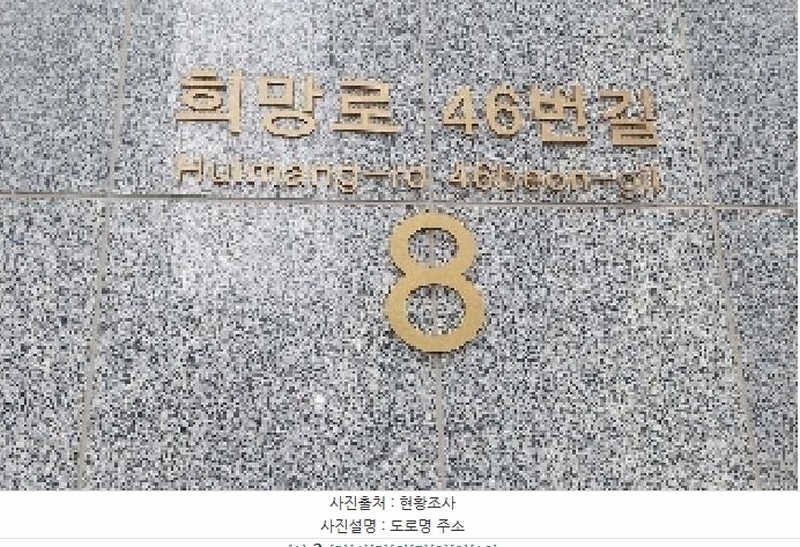 희망로 46번길
Huimang-ro 46beon-gil
8
사진출처 : 현황조사
사진설명 : 도로명 주소